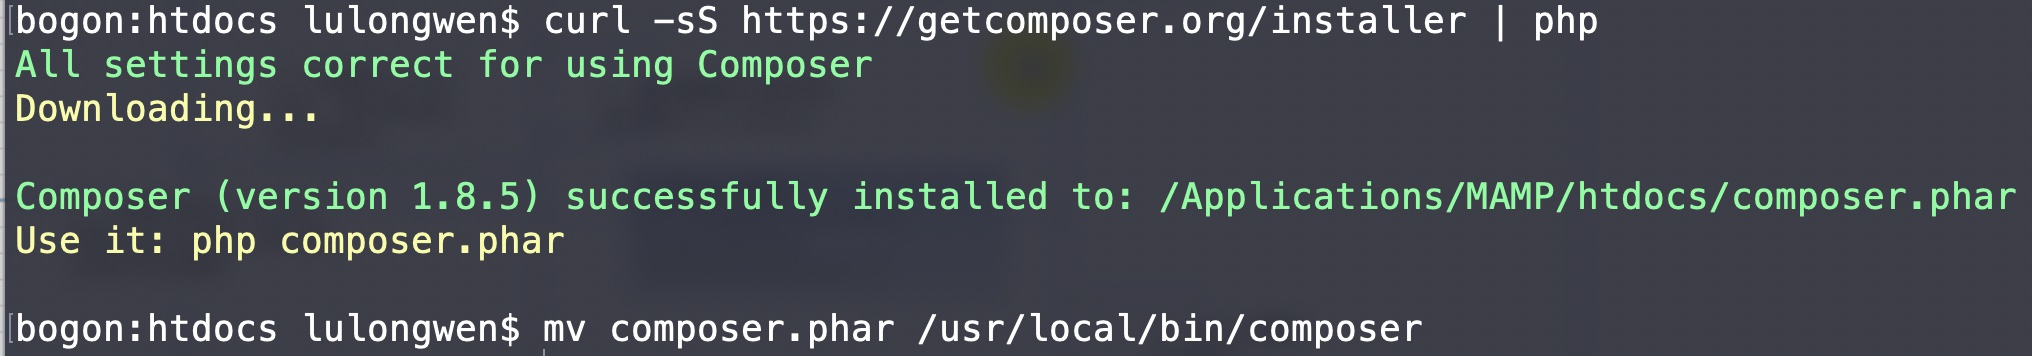 bogon:htdocs lulongwen$ curl -sS https://getcomposer.org/installer | php
All settings correct for using Composer
Downloading...
Composer (version 1.8.5) successfully installed to: /Applications/MAMP/htdocs/composer.phar
Use it: php composer.phar
bogon:htdocs lulongwen$ mv composer.phar /usr/local/bin/composer